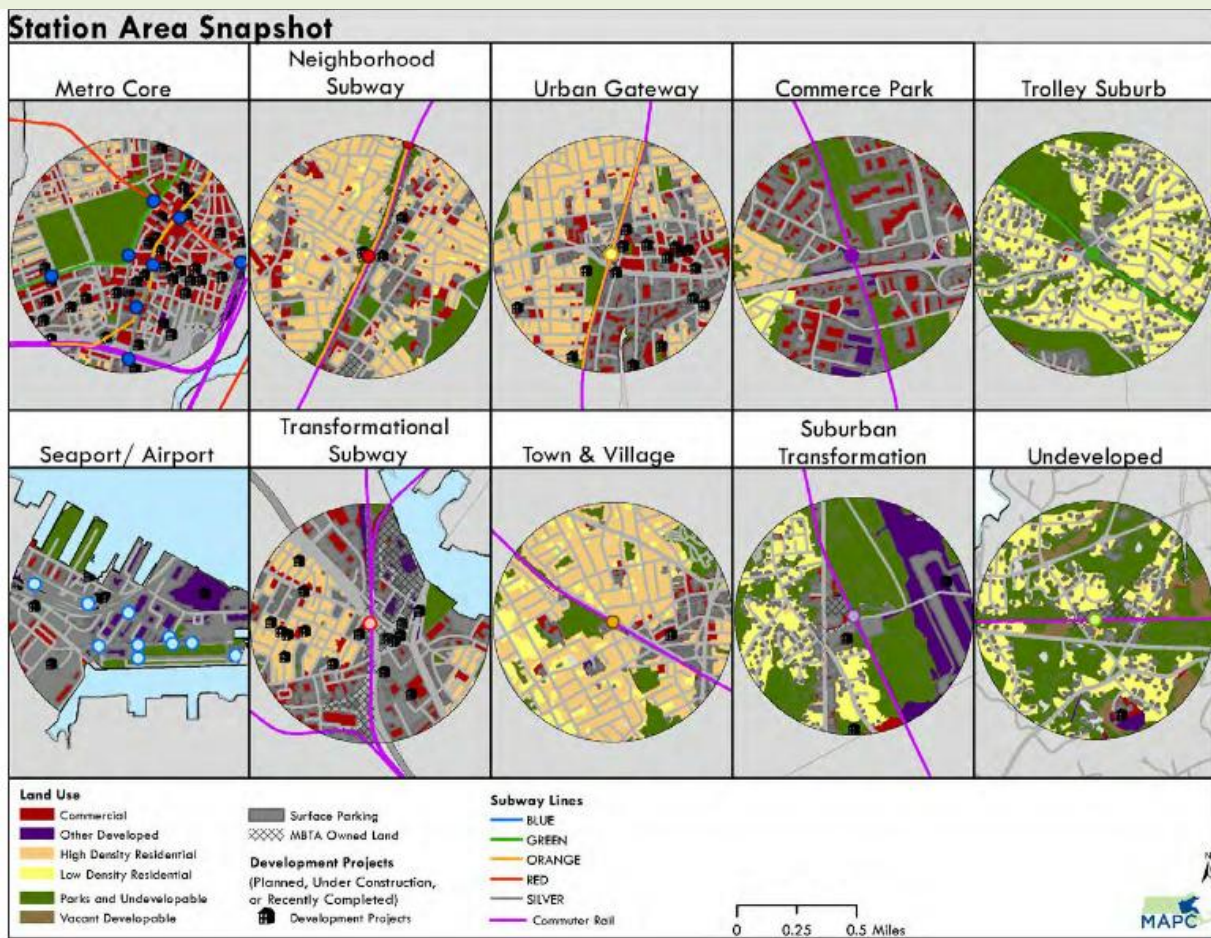 Station Area Snapshot
Metro Core
Neighborhood
Subway
Urban Gateway
Commerce Park
Trolley Suburb
Seaport/ Airport
Transformational
Subway
Town & Village
Suburban
Transformation
Undeveloped
Land Use
Commercial
Other Developed
High Density Residential
Low Density Residential
Parks and Undevelopable
Vacant Developable
Surface Parking
MBTA Owned Land
Development Projects
(Planned, Under Construction,
or Recently Completed)
Development Projects
Subway Lines
BLUE
GREEN
ORANGE
RED
SILVER
Commuter Rail
0 0.25 0.5 Miles
N
MAPC